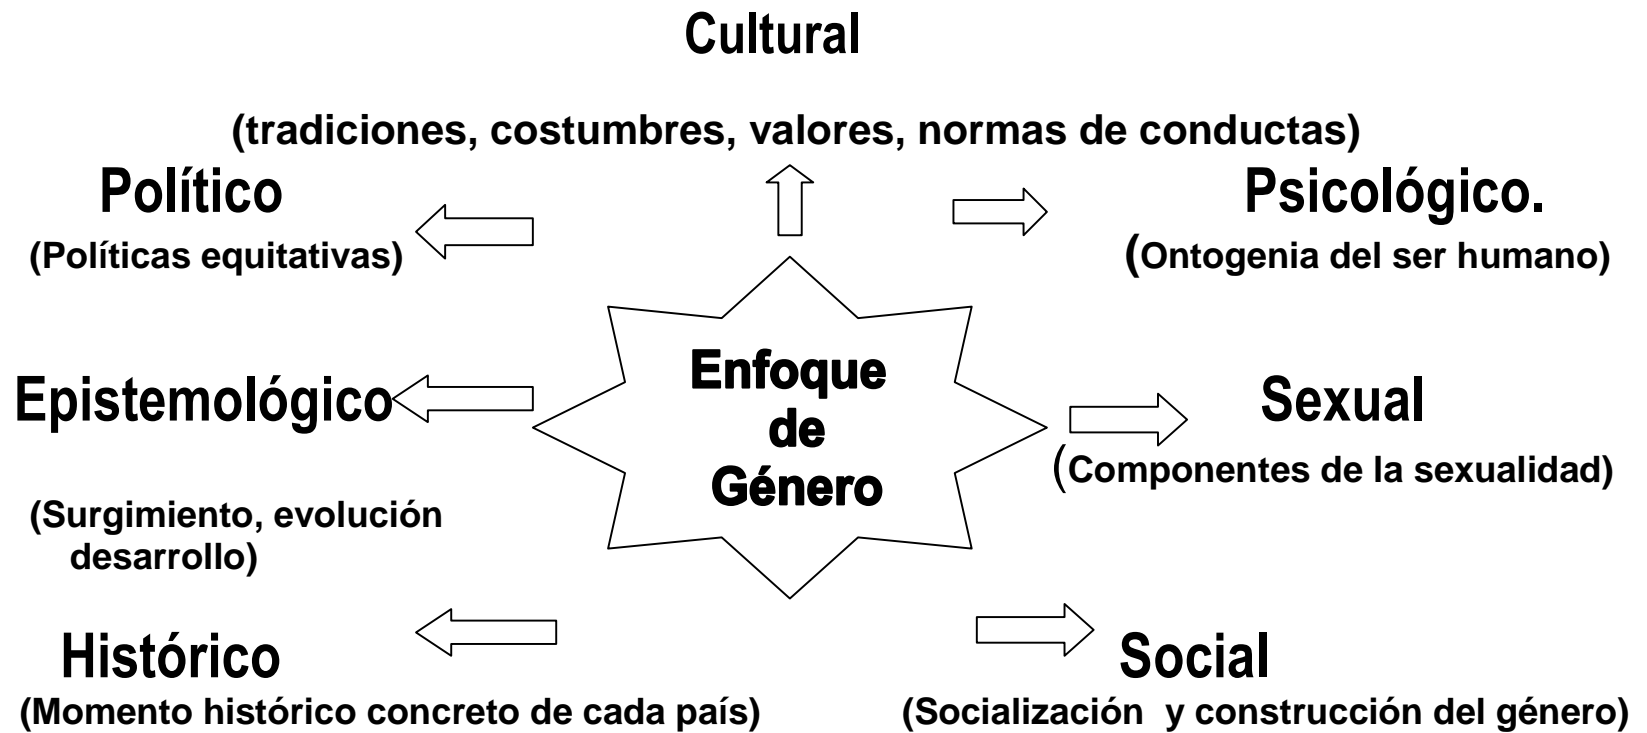 Cultural
(tradiciones, costumbres, valores, normas de conductas)
Político
(Políticas equitativas)
Psicológico.
(Ontogenia del ser humano)
Epistemológico
(Surgimiento, evolución
desarrollo)
Enfoque
de
Género
Sexual
(Componentes de la sexualidad)
Histórico
(Momento histórico concreto de cada país)
Social
(Socialización  y construcción del género)